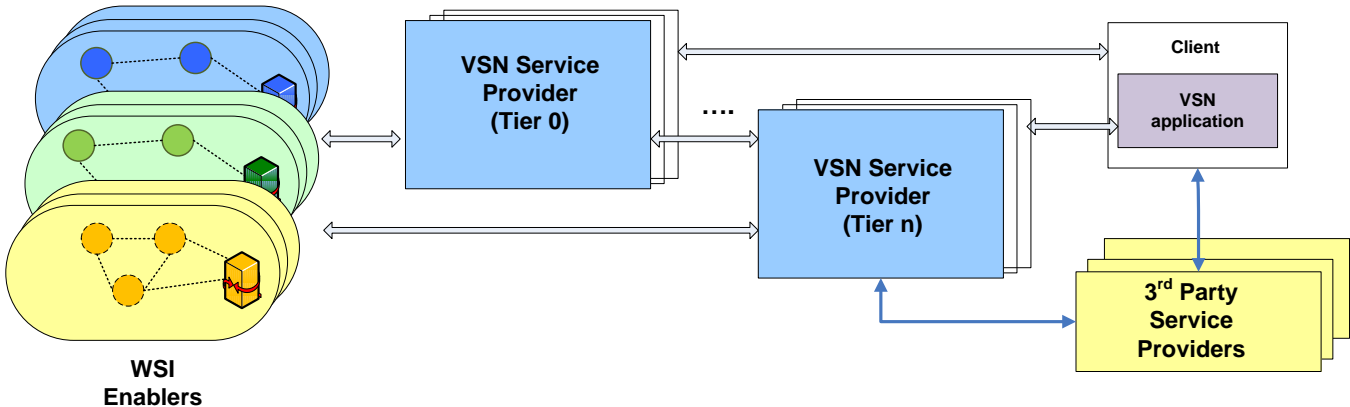 VSN Service
Provider
(Tier 0)
....
VSN Service
Provider
(Tier n)
Client
VSN
application
3rd Party
Service
Providers
WSI
Enablers